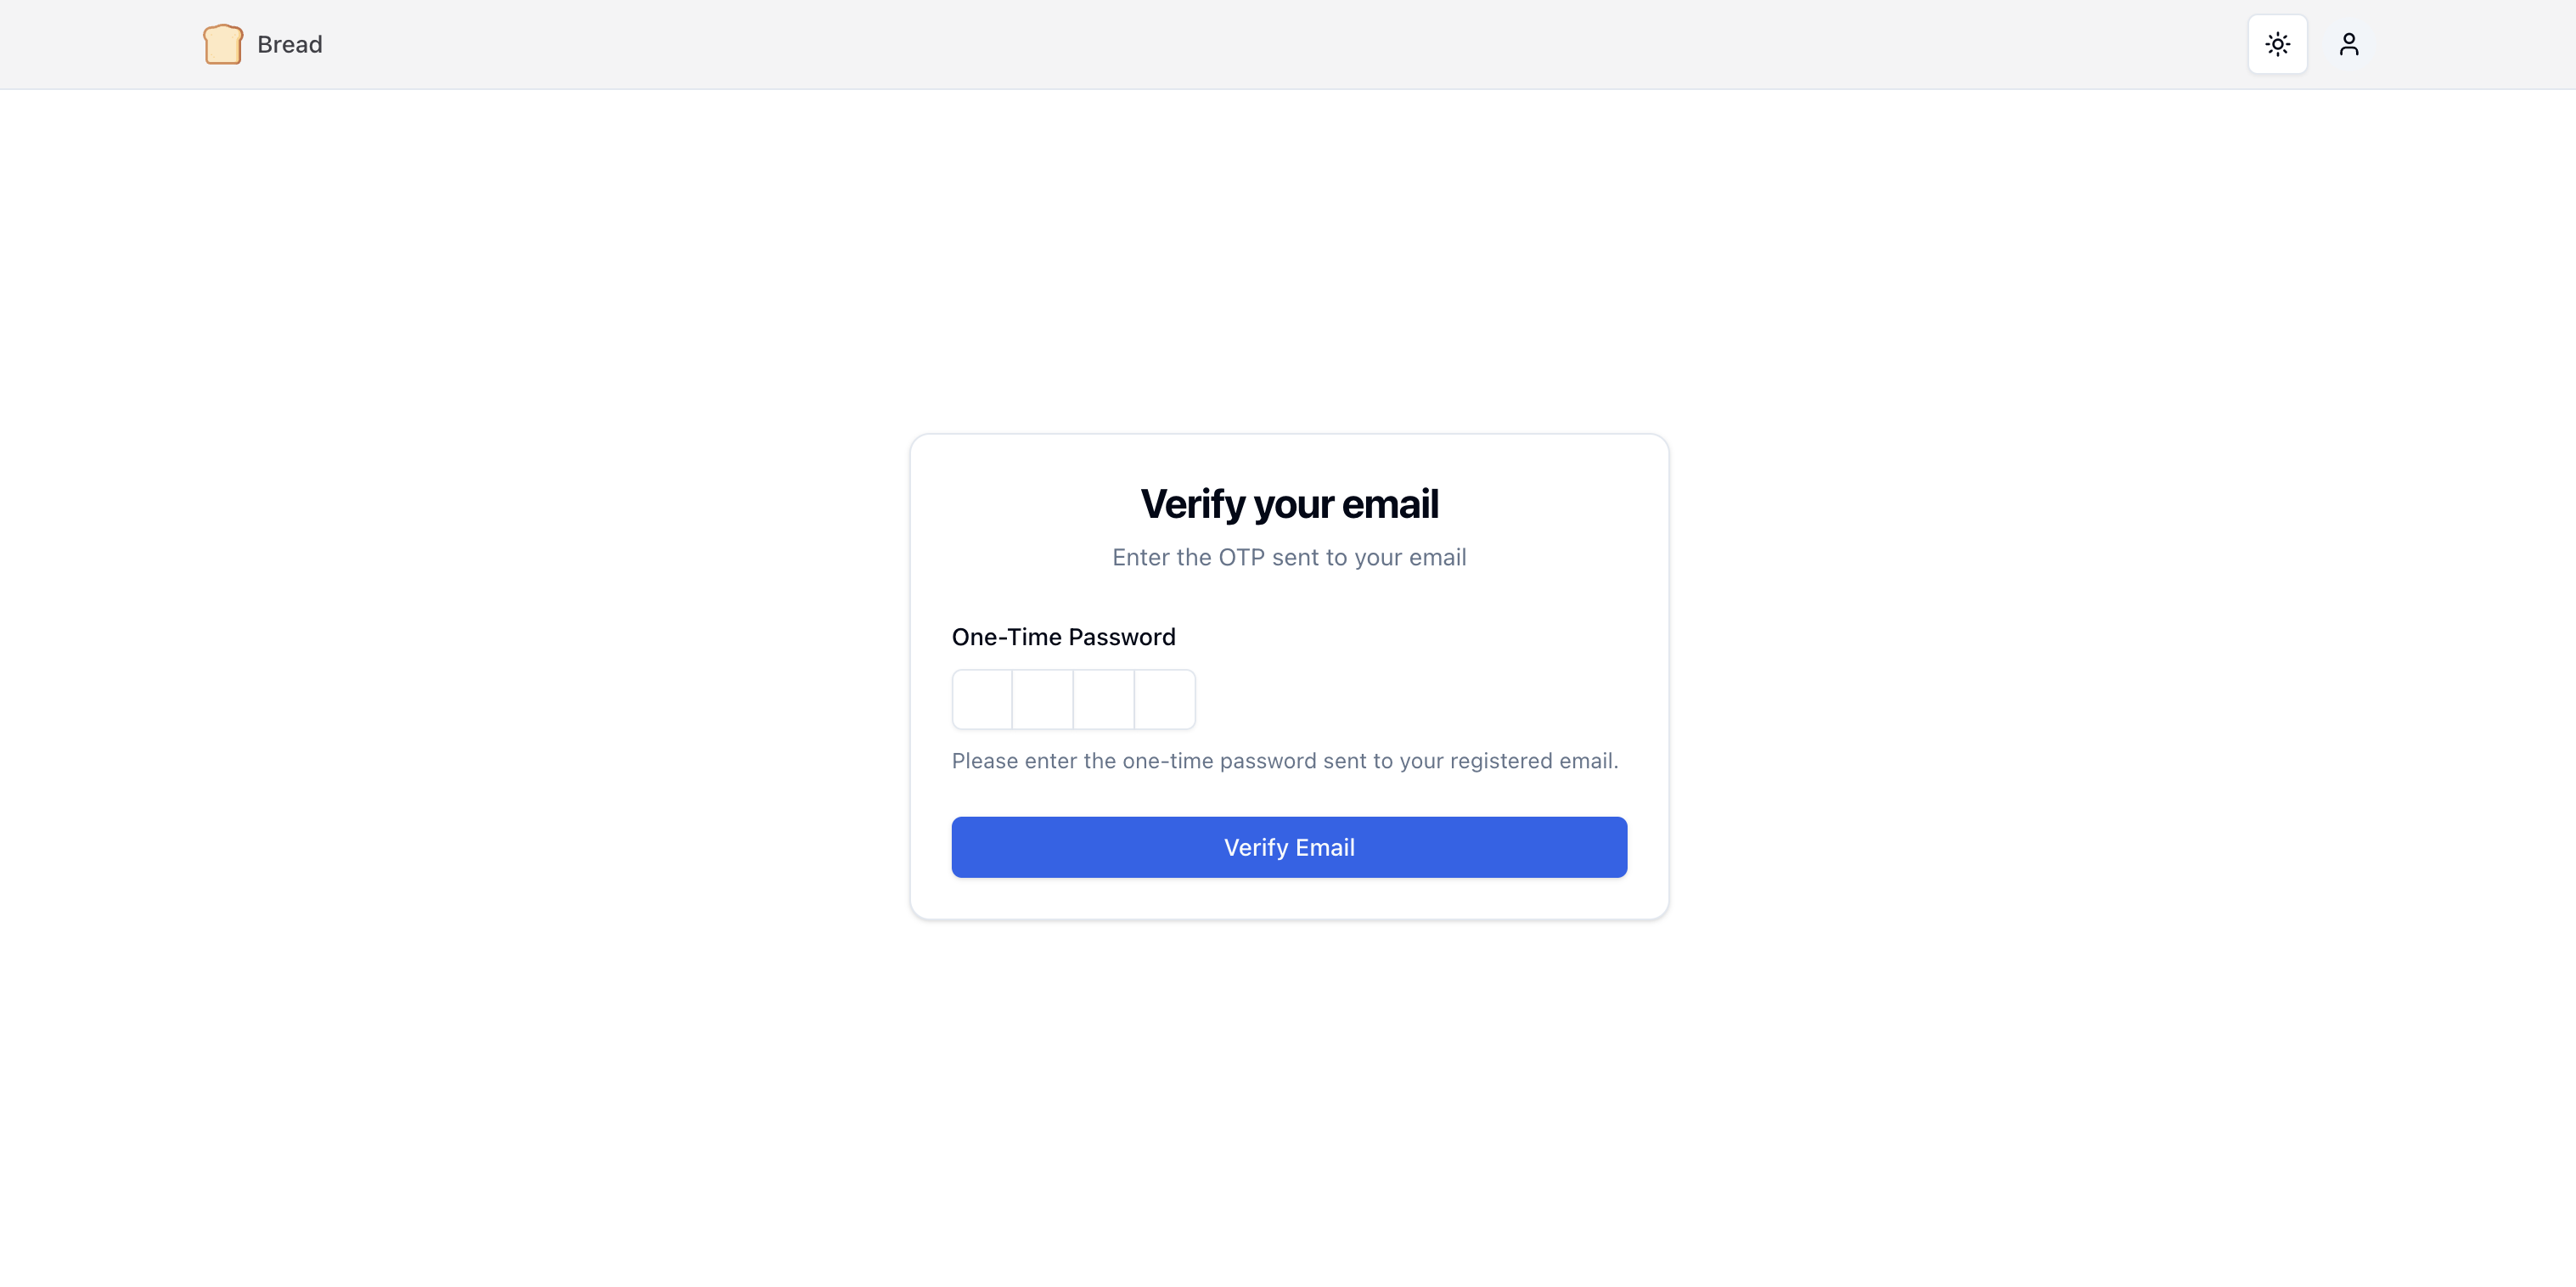 Bread
Verify your email
Enter the OTP sent to your email
One-Time Password
Please enter the one-time password sent to your registered email.
Verify Email